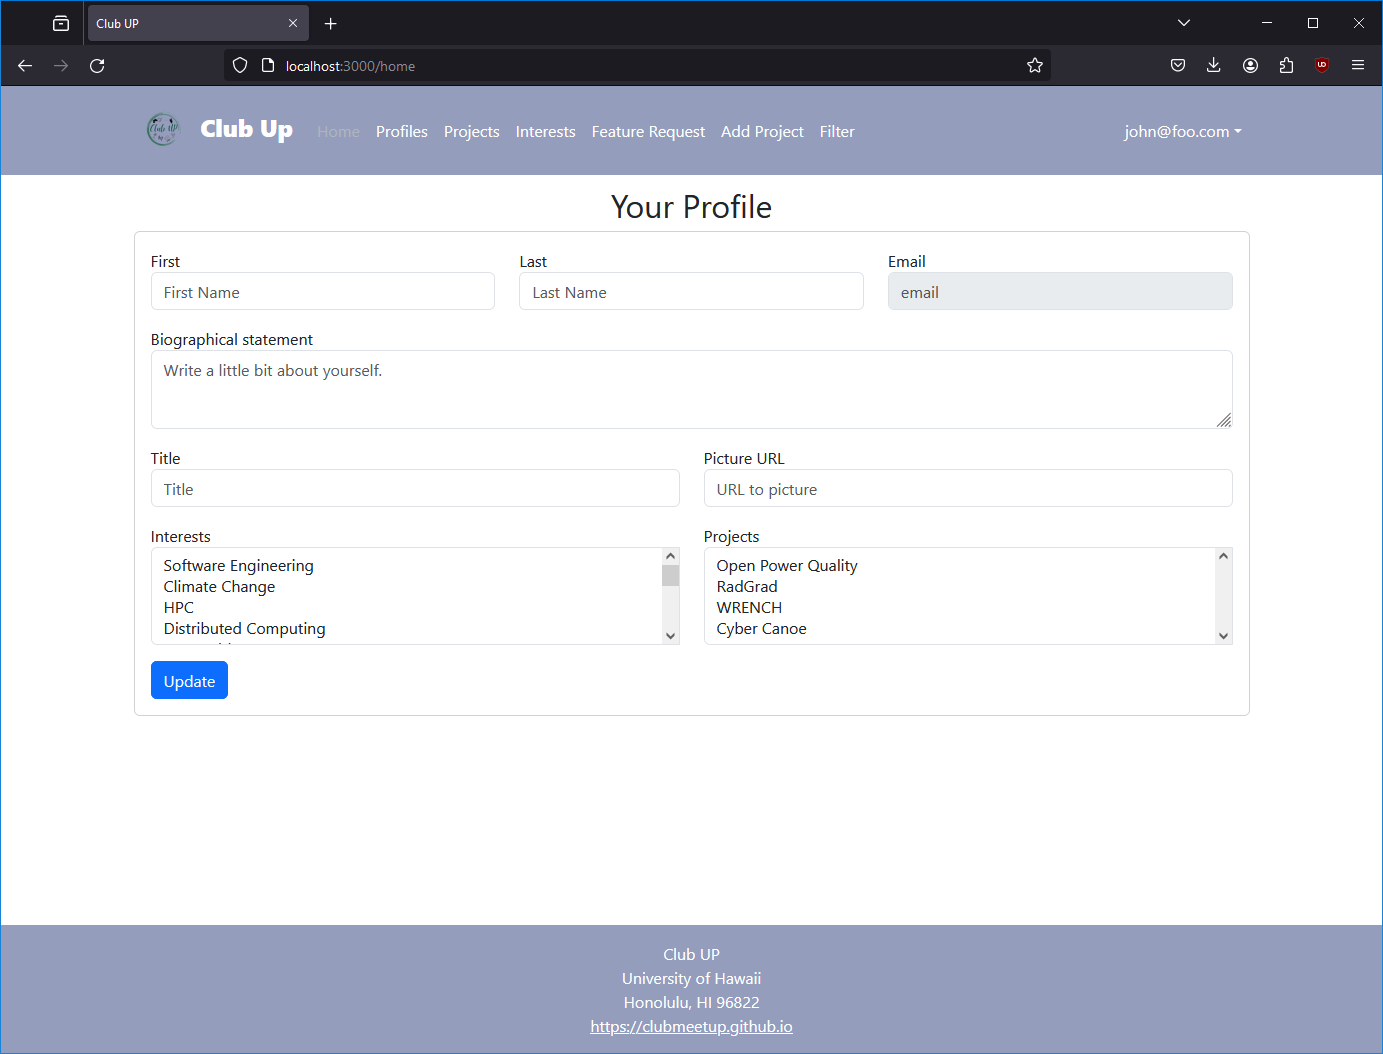 Club UP
localhost:3000/home
Club Up
Club Up Home Profiles Projects Interests Feature Request Add Project Filter john@foo.com
Your Profile
First Last Email
First Name Last Name email
Biographical statement
Write a little bit about yourself.
Title Picture URL
Title URL to picture
Interests Projects
Software Engineering Open Power Quality
Climate Change RadGrad
HPC WRENCH
Distributed Computing Cyber Canoe
Update
Club UP
University of Hawaii
Honolulu, HI 96822
https://clubmeetup.github.io